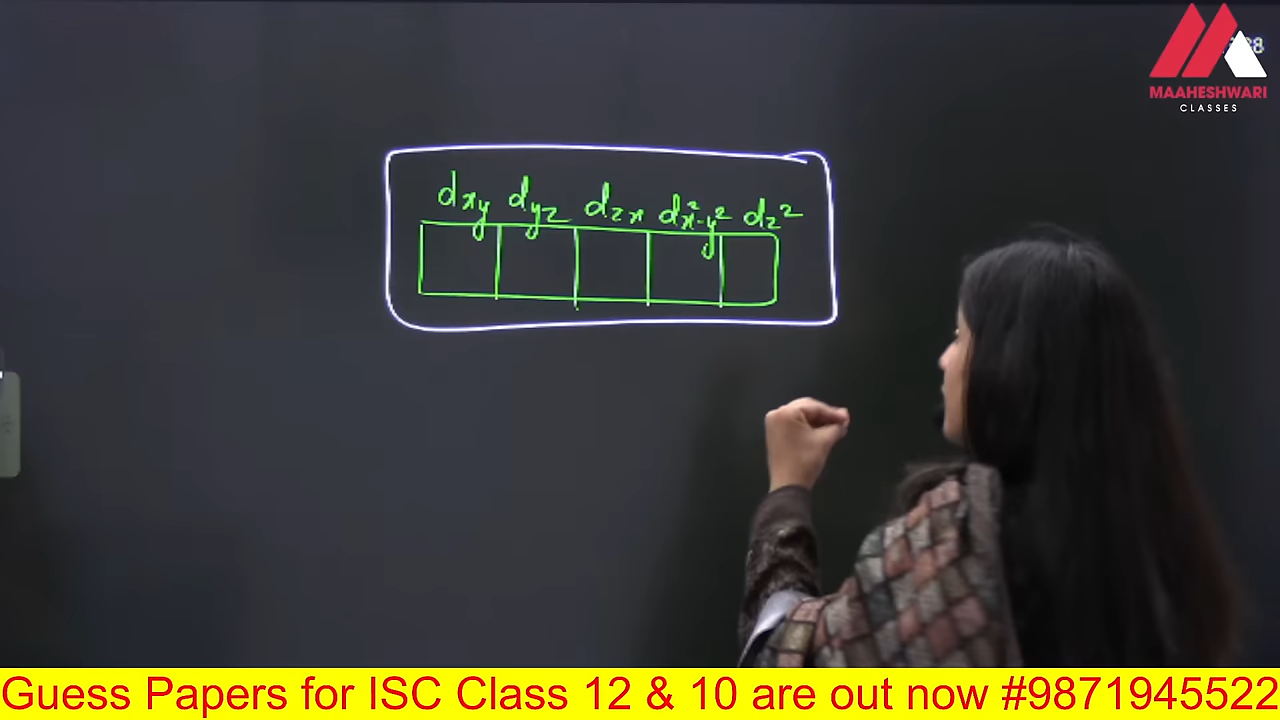 MAAHESHWARI
CLASSES
dxy dyz dzx dx²-y² dz²
Guess Papers for ISC Class 12 & 10 are out now #9871945522